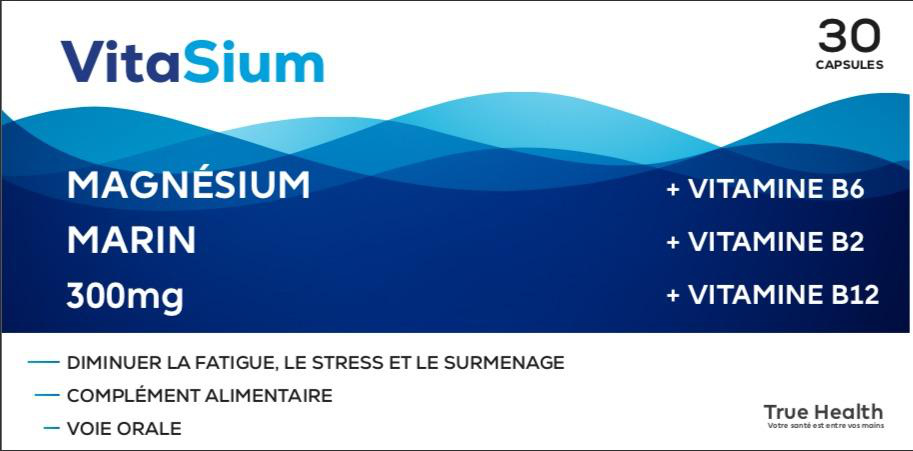 VitaSium
30
CAPSULES
MAGNÉSIUM
MARIN
300mg
+ VITAMINE B6
+ VITAMINE B2
+ VITAMINE B12
DIMINUER LA FATIGUE, LE STRESS ET LE SURMENAGE
COMPLÉMENT ALIMENTAIRE
VOIE ORALE
True Health
Votre santé est entre vos mains